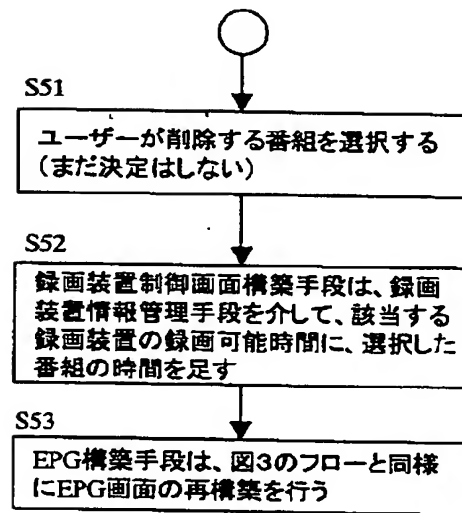 S51
ユーザーが削除する番組を選択する
(まだ決定はしない)
S52
録画装置制御画面構築手段は、録画
装置情報管理手段を介して、該当する
録画装置の録画可能時間に、選択した
番組の時間を足す
S53
EPG構築手段は、図3のフローと同様
にEPG画面の再構築を行う